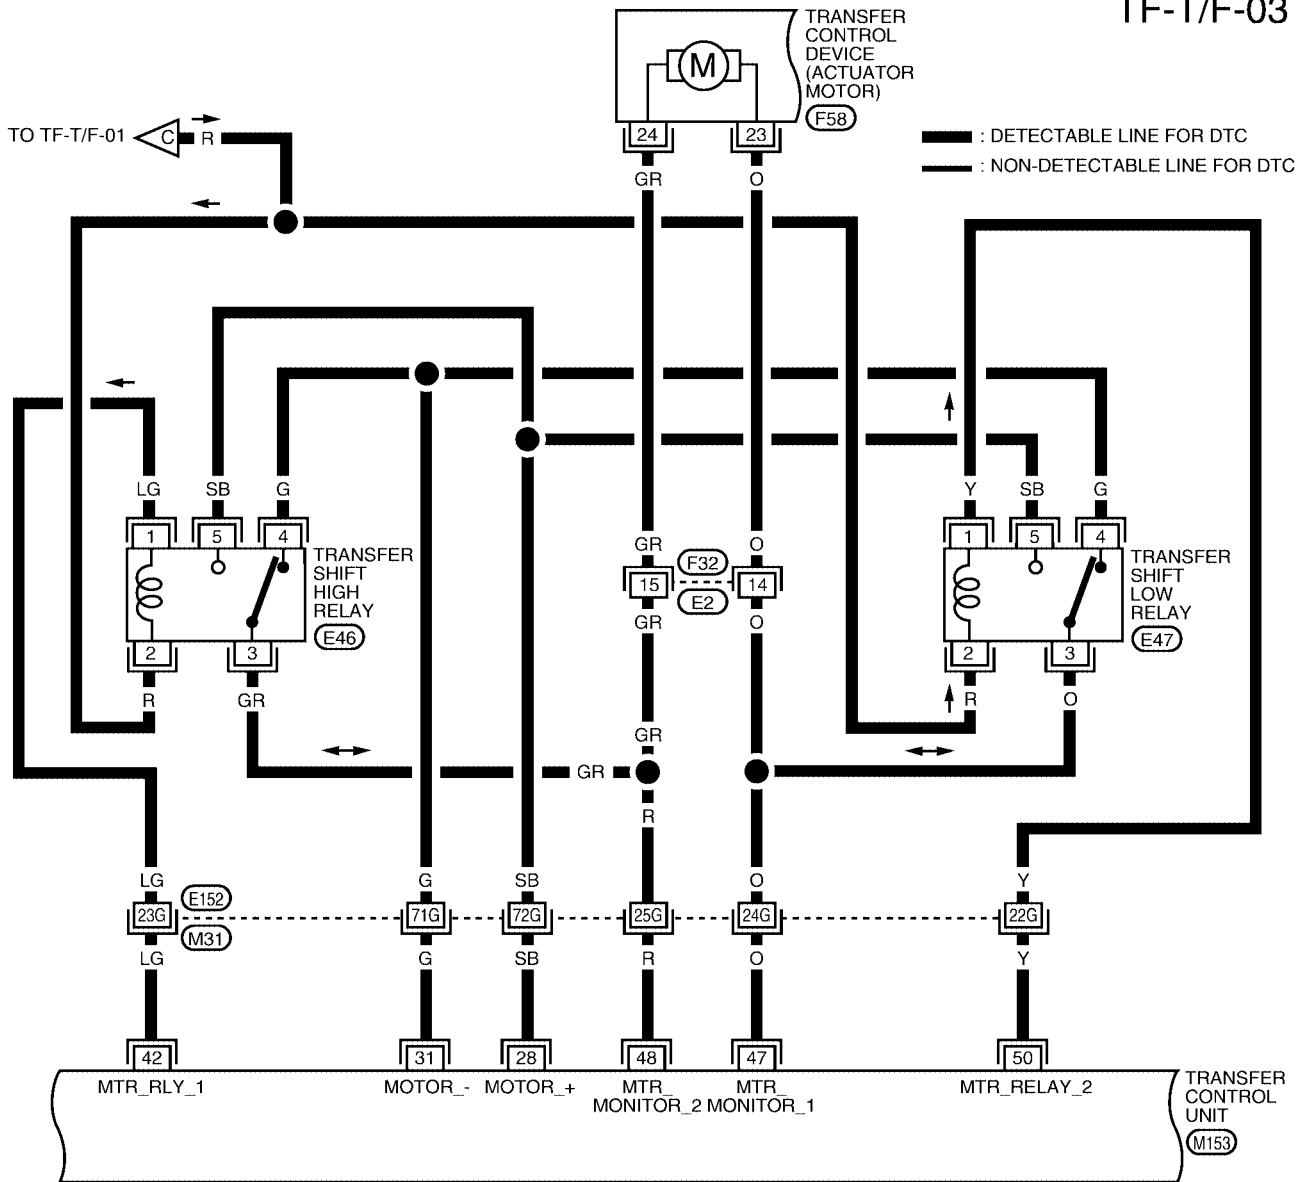 TF-T/F-03
TRANSFER
CONTROL
DEVICE
(ACTUATOR
MOTOR)
F58
M
24 23
TO TF-T/F-01 C R
: DETECTABLE LINE FOR DTC
: NON-DETECTABLE LINE FOR DTC
GR O
LG SB G
Y SB G
1 5 4
1 5 4
TRANSFER
SHIFT
HIGH
RELAY
E46
GR O
15 F32 14
E2
GR O
TRANSFER
SHIFT
LOW
RELAY
E47
2 3
2 3
R GR
R O
GR
GR
R
LG G SB O Y
E152
23G 71G 72G 25G 24G 22G
M31
LG G SB R O Y
42 31 28 48 47 50
MTR_RLY_1 MOTOR_- MOTOR_+ MTR_ MTR_ MTR_RELAY_2
MONITOR_2 MONITOR_1
TRANSFER
CONTROL
UNIT
M153